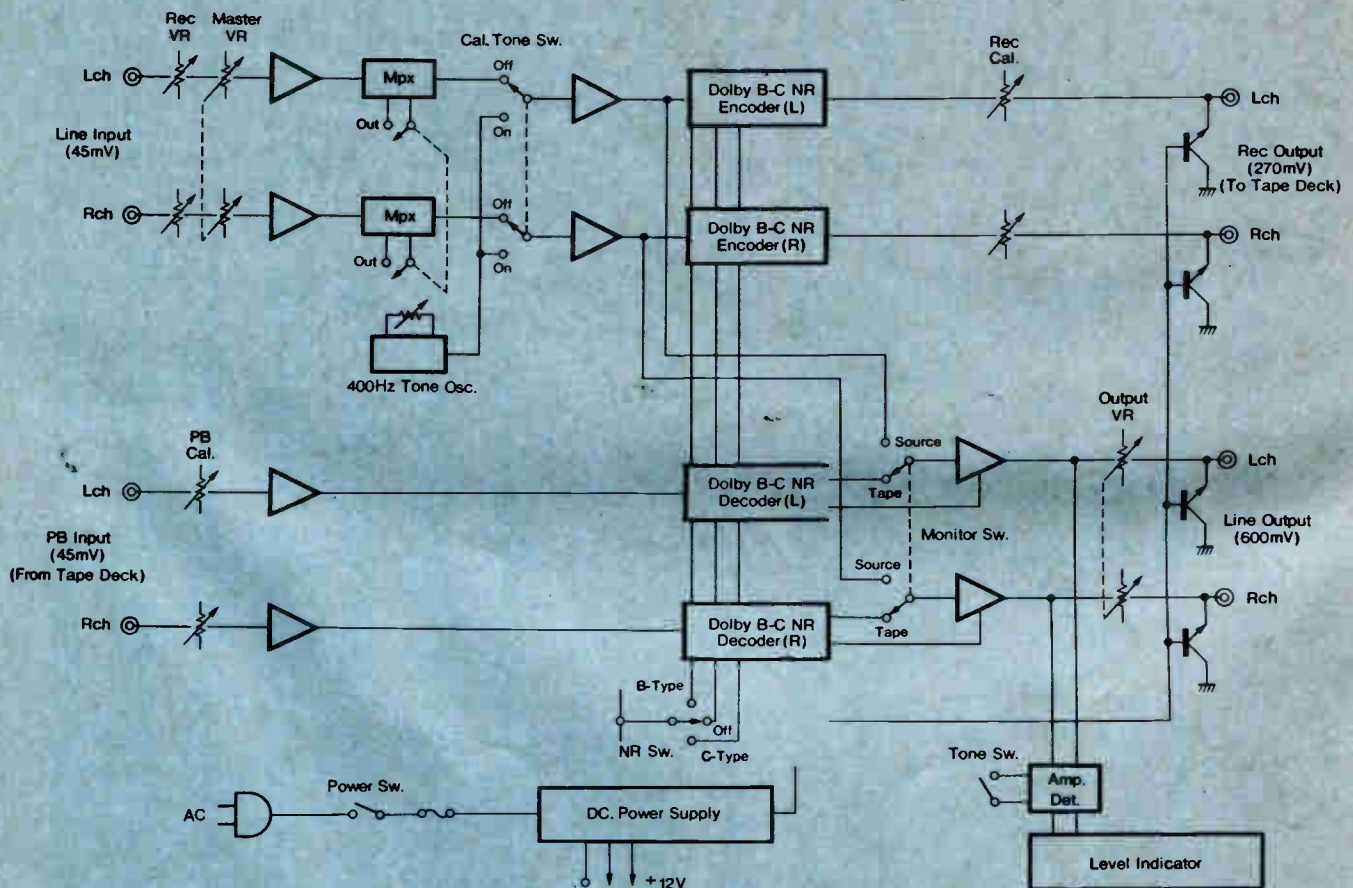 Rec
VR
Master
VR
Cal. Tone Sw.
Rec
Cal.
Lch
Mpx
Off
Dolby B-C NR
Encoder(L)
Lch
Out
On
Line Input
(45mV)
Rec Output
(270mV)
(To Tape Deck)
Rch
Mpx
Off
Dolby B-C NR
Encoder(R)
Rch
Out
On
400Hz Tone Osc.
PB
Cal.
Output
VR
Source
Lch
Dolby B-C NR
Decoder(L)
Tape
Lch
PB Input
(45mV)
(From Tape Deck)
Monitor Sw.
Line Output
(600mV)
Source
Rch
Dolby B-C NR
Decoder(R)
Tape
Rch
B-Type
Off
NR Sw.
C-Type
Tone Sw.
Amp.
Det.
Power Sw.
AC
DC. Power Supply
Level Indicator
+12V